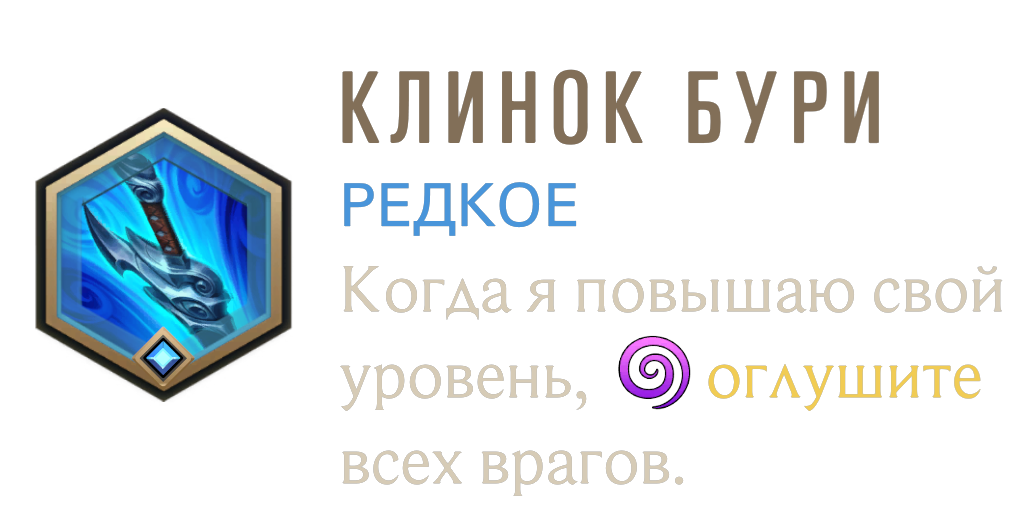 КЛИНОК БУРИ
РЕДКОЕ
Когда я повышаю свой
уровень, оглушите
всех врагов.